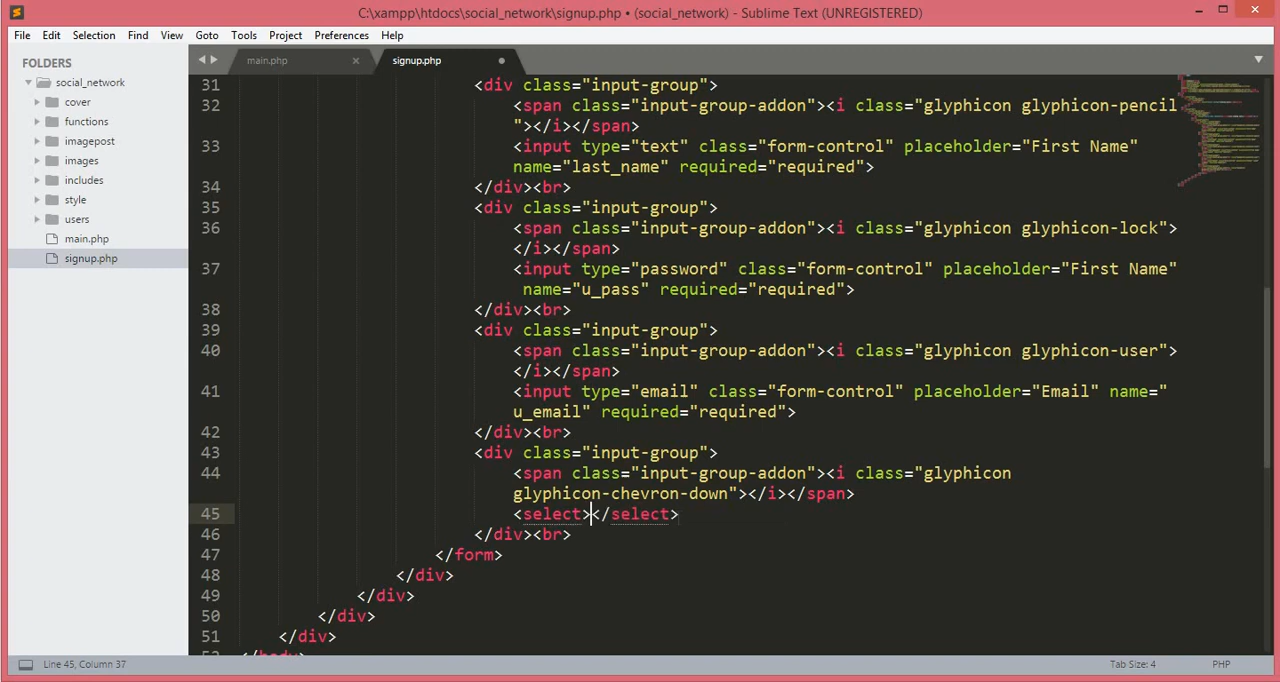 C:\xampp\htdocs\social_network\signup.php • (social_network) - Sublime Text (UNREGISTERED)
File Edit Selection Find View Goto Tools Project Preferences Help
FOLDERS
social_network
cover
functions
imagepost
images
includes
style
users
main.php
signup.php
main.php × signup.php
31 <div class="input-group">
32 <span class="input-group-addon"><i class="glyphicon glyphicon-pencil
"></i></span>
33 <input type="text" class="form-control" placeholder="First Name"
name="last_name" required="required">
34 </div><br>
35 <div class="input-group">
36 <span class="input-group-addon"><i class="glyphicon glyphicon-lock">
</i></span>
37 <input type="password" class="form-control" placeholder="First Name"
name="u_pass" required="required">
38 </div><br>
39 <div class="input-group">
40 <span class="input-group-addon"><i class="glyphicon glyphicon-user">
</i></span>
41 <input type="email" class="form-control" placeholder="Email" name="
u_email" required="required">
42 </div><br>
43 <div class="input-group">
44 <span class="input-group-addon"><i class="glyphicon
glyphicon-chevron-down"></i></span>
45 <select></select>
46 </div><br>
47 </form>
48 </div>
49 </div>
50 </div>
51 </div>
Line 45, Column 37
Tab Size: 4
PHP